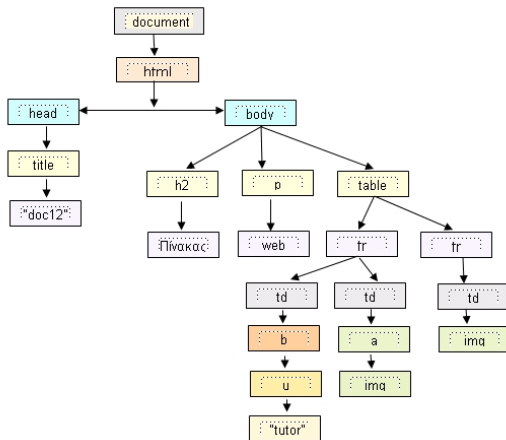 document
html
head
body
title
h2
p
table
"doc12"
Πίνακας
web
tr
tr
td
td
td
b
a
img
u
img
"tutor"